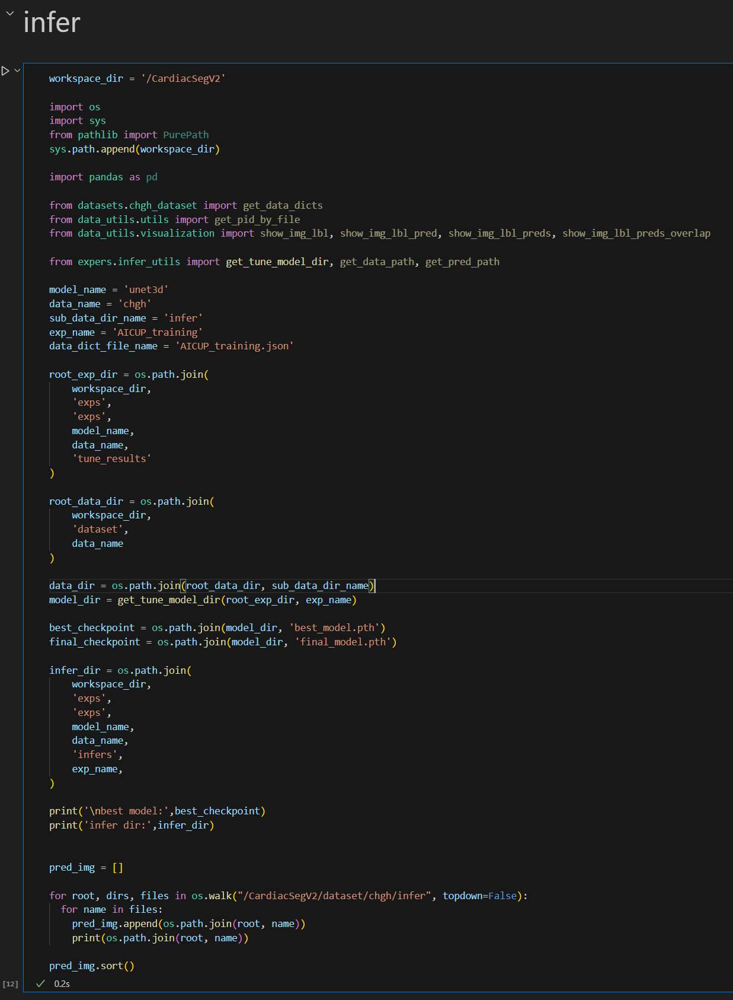 infer
workspace_dir = '/CardiacSegV2'
import os
import sys
from pathlib import PurePath
sys.path.append(workspace_dir)
import pandas as pd
from datasets.chgh_dataset import get_data_dicts
from data_utils.utils import get_pid_by_file
from data_utils.visualization import show_img_lbl, show_img_lbl_pred, show_img_lbl_preds, show_img_lbl_preds_overlap
from expers.infer_utils import get_tune_model_dir, get_data_path, get_pred_path
model_name = 'unet3d'
data_name = 'chgh'
sub_data_dir_name = 'infer'
exp_name = 'AICUP_training'
data_dict_file_name = 'AICUP_training.json'
root_exp_dir = os.path.join(
    workspace_dir,
    'exps',
    'exps',
    model_name,
    data_name,
    'tune_results'
)
root_data_dir = os.path.join(
    workspace_dir,
    'dataset',
    data_name
)
data_dir = os.path.join(root_data_dir, sub_data_dir_name)
model_dir = get_tune_model_dir(root_exp_dir, exp_name)
best_checkpoint = os.path.join(model_dir, 'best_model.pth')
final_checkpoint = os.path.join(model_dir, 'final_model.pth')
infer_dir = os.path.join(
    workspace_dir,
    'exps',
    'exps',
    model_name,
    data_name,
    'infers',
    exp_name,
)
print('\nbest model:',best_checkpoint)
print('infer dir:',infer_dir)
pred_img = []
for root, dirs, files in os.walk("/CardiacSegV2/dataset/chgh/infer", topdown=False):
  for name in files:
    pred_img.append(os.path.join(root, name))
    print(os.path.join(root, name))
pred_img.sort()
[12] 0.2s